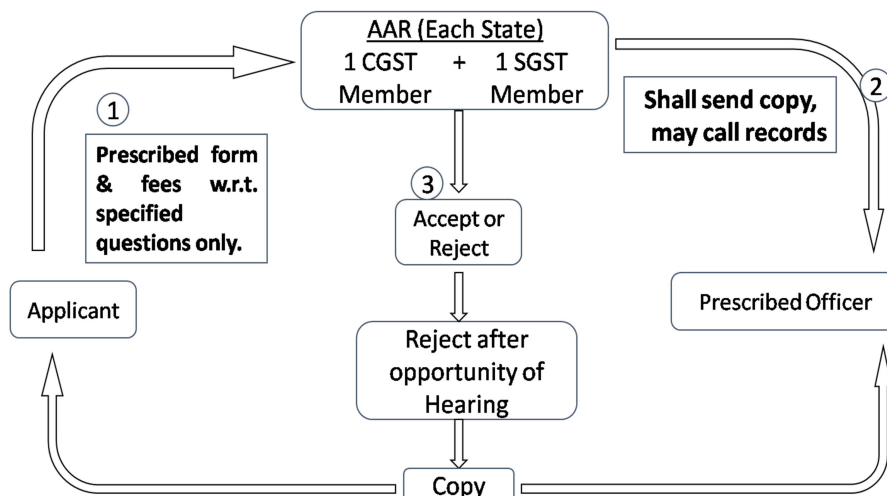 AAR (Each State)
1 CGST + 1 SGST
Member Member
1
Prescribed form
& fees w.r.t.
specified
questions only.
2
Shall send copy,
may call records
3
Accept or
Reject
Applicant
Prescribed Officer
Reject after
opportunity of
Hearing
Copy